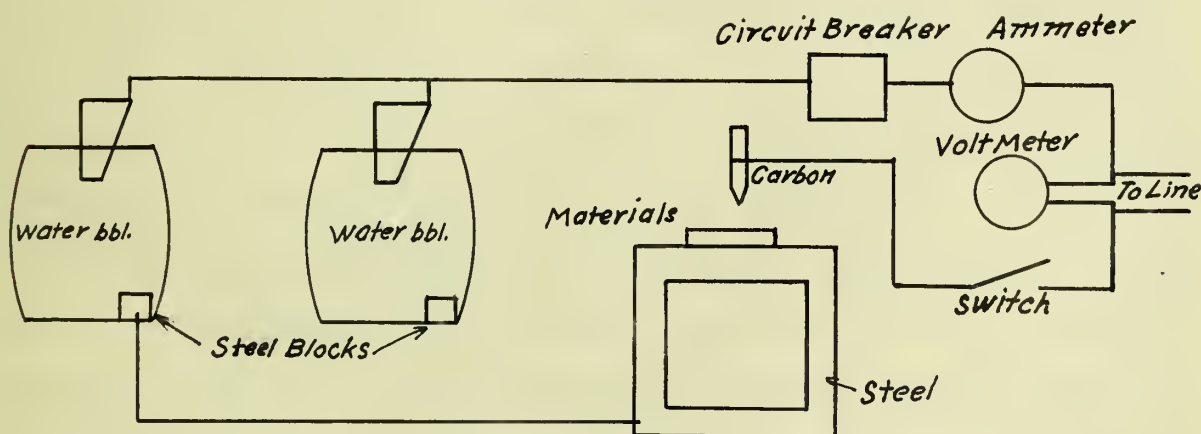 Circuit Breaker
Ammeter
Volt Meter
Carbon
To Line
Materials
Water bbl.
Water bbl.
Switch
Steel Blocks
Steel